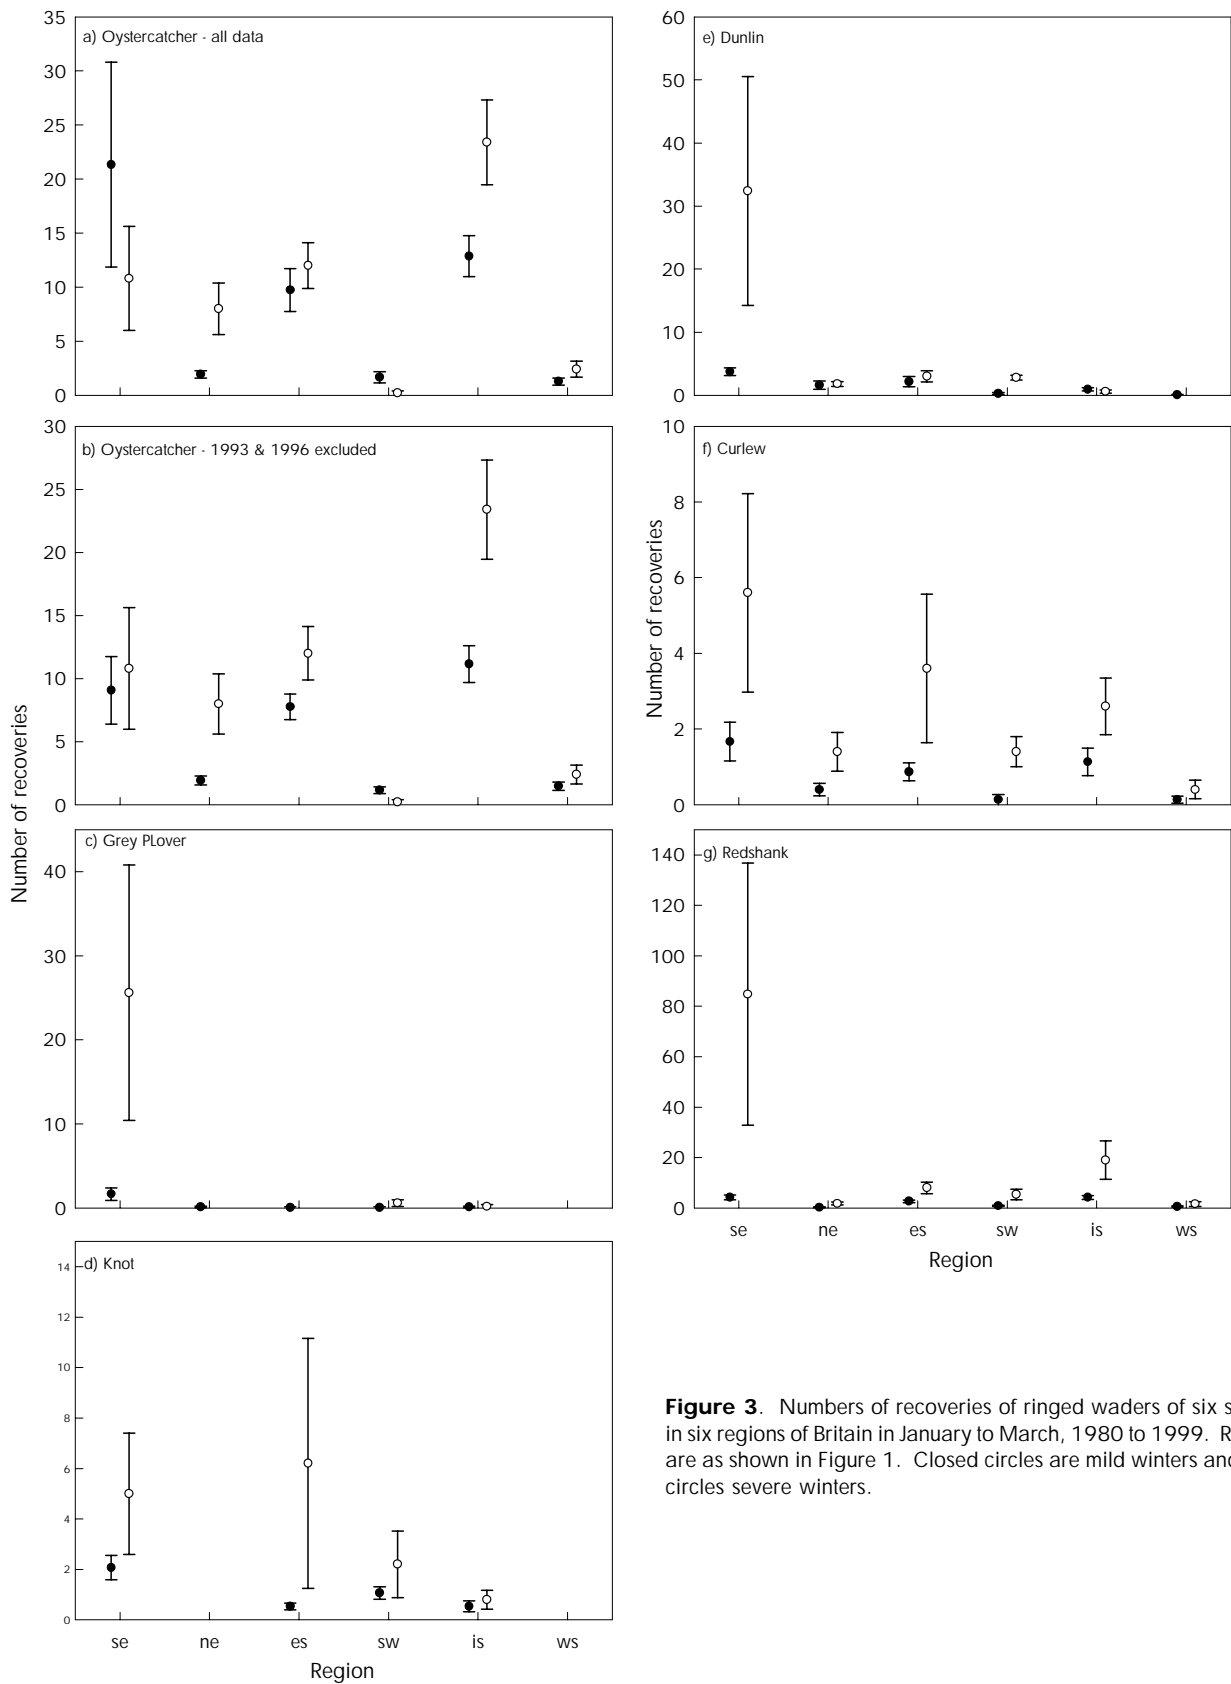 35
30
25
20
15
10
5
0
a) Oystercatcher - all data
30
25
20
15
10
5
0
b) Oystercatcher - 1993 & 1996 excluded
Number of recoveries
40
30
20
10
0
c) Grey PLover
14
12
10
8
6
4
2
0
d) Knot
se ne es sw is ws
Region
60
50
40
30
20
10
0
e) Dunlin
10
8
6
4
2
0
f) Curlew
Number of recoveries
140
120
100
80
60
40
20
0
g) Redshank
se ne es sw is ws
Region
Figure 3. Numbers of recoveries of ringed waders of six
in six regions of Britain in January to March, 1980 to 1999.
are as shown in Figure 1. Closed circles are mild winters and
circles severe winters.